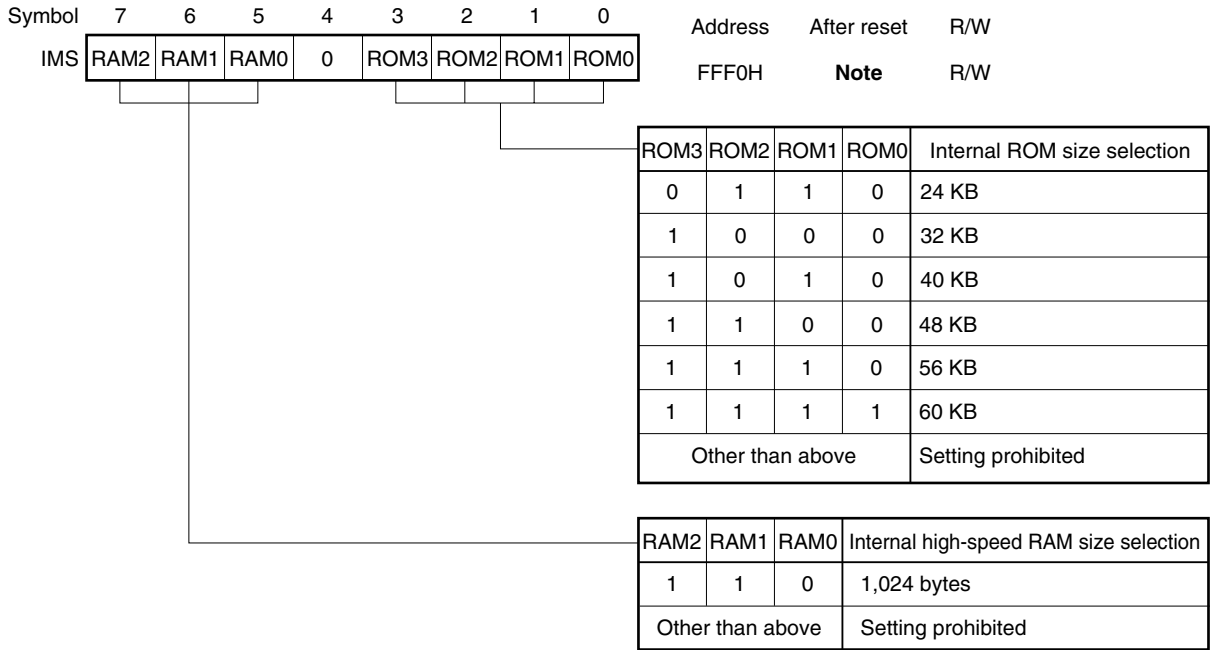 Symbol 7 6 5 4 3 2 1 0 Address After reset R/W
IMS RAM2 RAM1 RAM0 0 ROM3 ROM2 ROM1 ROM0 FFF0H Note R/W
ROM3 ROM2 ROM1 ROM0 Internal ROM size selection
0 1 1 0 24 KB
1 0 0 0 32 KB
1 0 1 0 40 KB
1 1 0 0 48 KB
1 1 1 0 56 KB
1 1 1 1 60 KB
Other than above Setting prohibited
RAM2 RAM1 RAM0 Internal high-speed RAM size selection
1 1 0 1,024 bytes
Other than above Setting prohibited